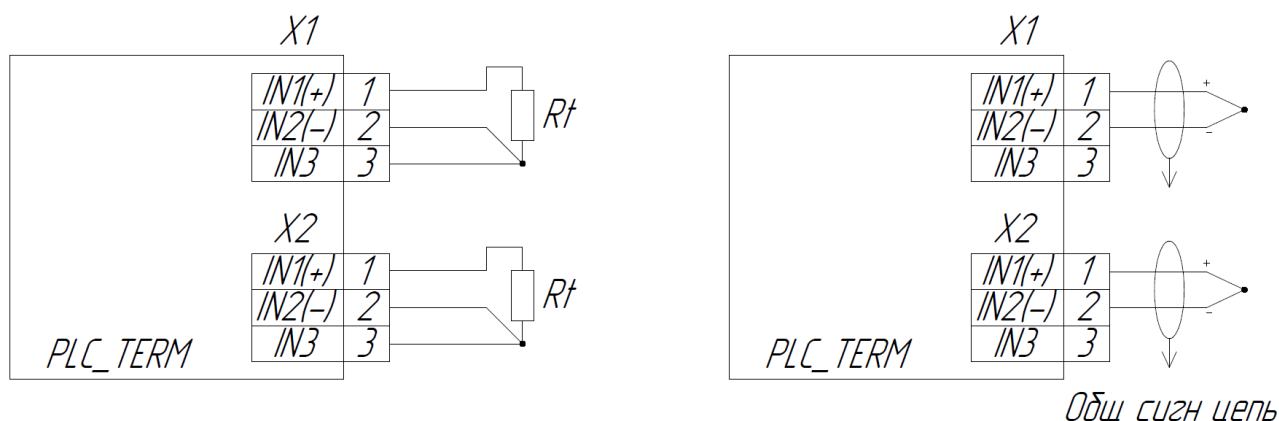 X1
IN1(+) 1
IN2(-) 2
IN3 3
Rt
X2
IN1(+) 1
IN2(-) 2
IN3 3
Rt
PLC_TERM
X1
IN1(+) 1
IN2(-) 2
IN3 3
+
-
X2
IN1(+) 1
IN2(-) 2
IN3 3
+
-
PLC_TERM
Общ сигн цепь